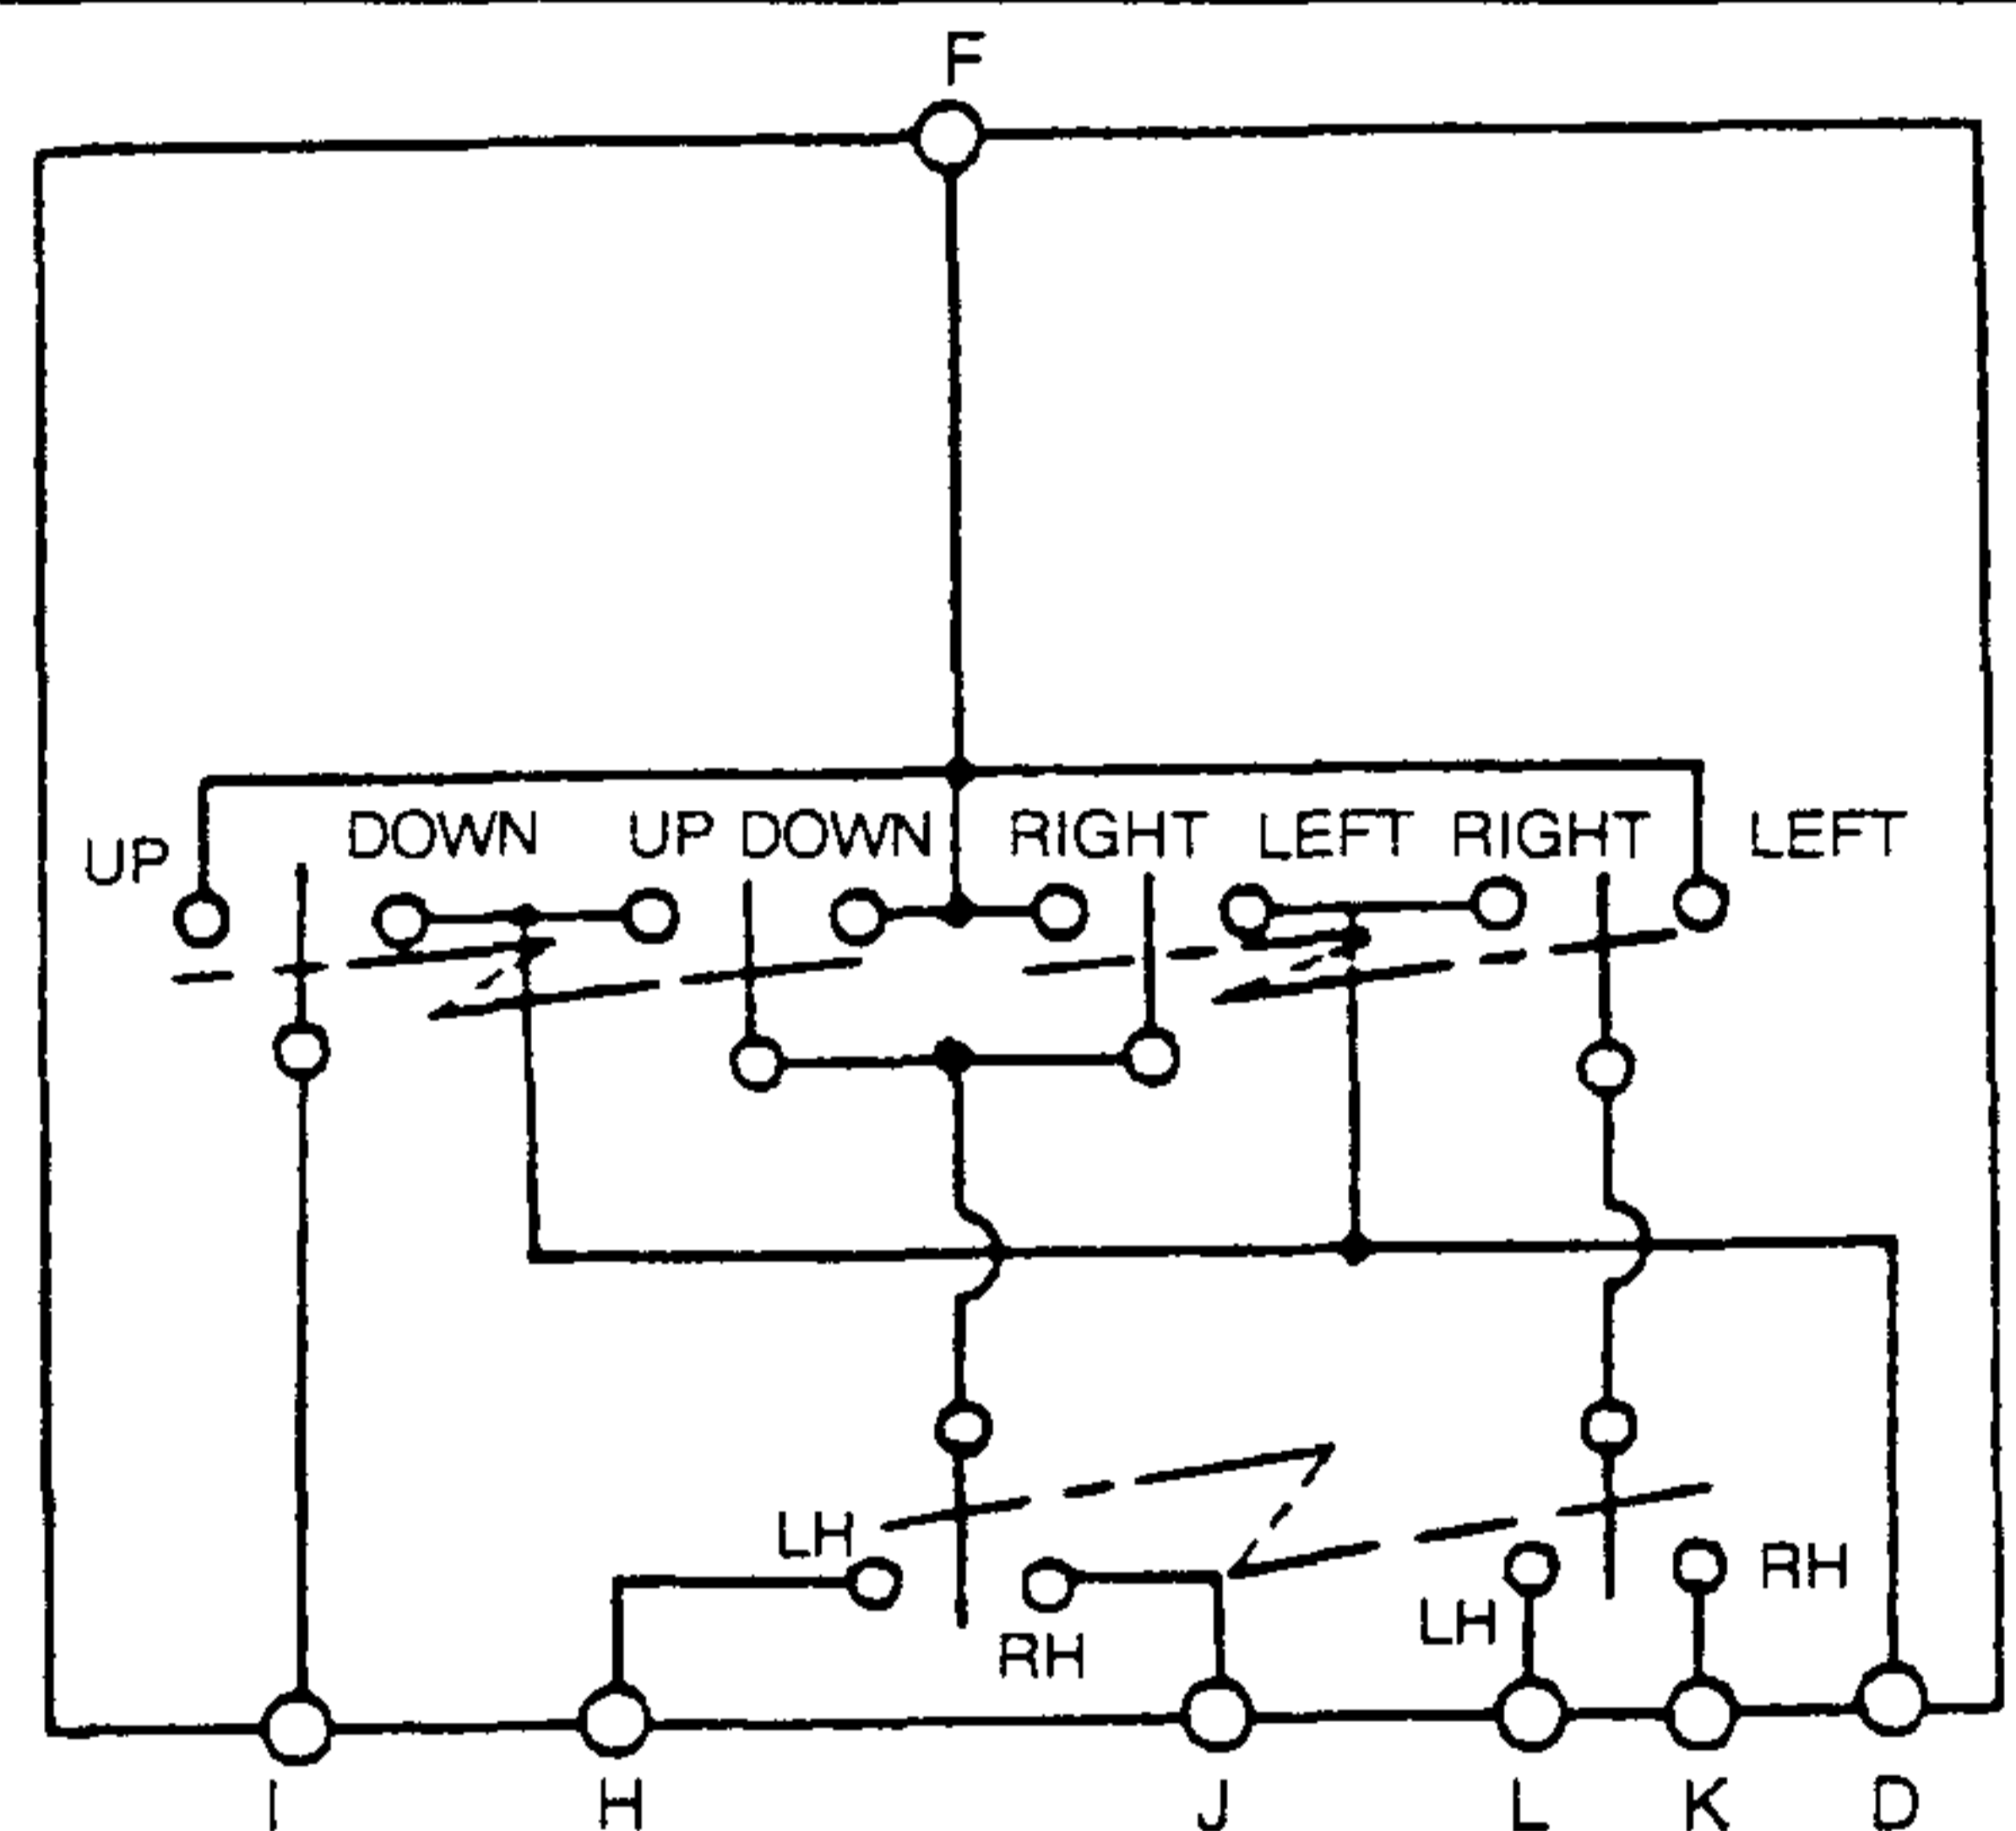 F
UP DOWN UP DOWN RIGHT LEFT RIGHT LEFT
LH RH LH RH
I H J L K D